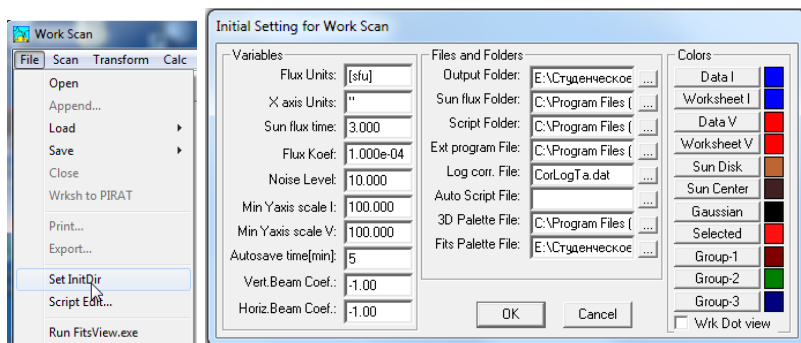 Work Scan
File Scan Transform Calc
Open
Append...
Load
Save
Close
Wrksh to PIRAT
Print...
Export...
Set InitDir
Script Edit...
Run FitsView.exe
Initial Setting for Work Scan
Variables
Flux Units: [sfu]
X axis Units: "
Sun flux time: 3.000
Flux Koef: 1.000e-04
Noise Level: 10.000
Min Yaxis scale I: 100.000
Min Yaxis scale V: 100.000
Autosave time[min]: 5
Vert.Beam Coef.: -1.00
Horiz.Beam Coef.: -1.00
Files and Folders
Output Folder: E:\Студенческое ...
Sun flux Folder: C:\Program Files ( ...
Script Folder: C:\Program Files ( ...
Ext program File: C:\Program Files ( ...
Log corr. File: CorLogTa.dat ...
Auto Script File: ...
3D Palette File: C:\Program Files ( ...
Fits Palette File: E:\Студенческое ...
OK Cancel
Colors
Data I
Worksheet I
Data V
Worksheet V
Sun Disk
Sun Center
Gaussian
Selected
Group-1
Group-2
Group-3
Wrk Dot view